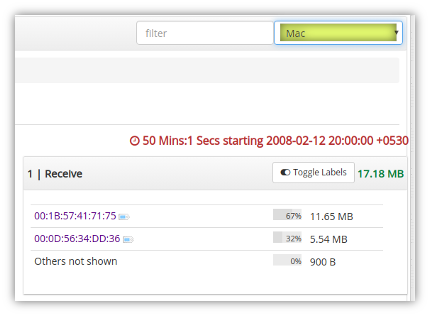 filter Mac
50 Mins:1 Secs starting 2008-02-12 20:00:00 +0530
1 | Receive Toggle Labels 17.18 MB
00:1B:57:41:71:75 67% 11.65 MB
00:0D:56:34:DD:36 32% 5.54 MB
Others not shown 0% 900 B